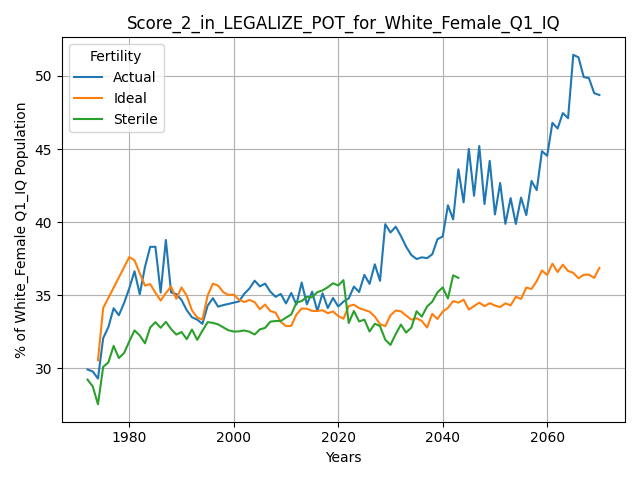 Score_2_in_LEGALIZE_POT_for_White_Female_Q1_IQ
Fertility
Actual
Ideal
Sterile
% of White_Female Q1_IQ Population
50
45
40
35
30
1980 2000 2020 2040 2060
Years